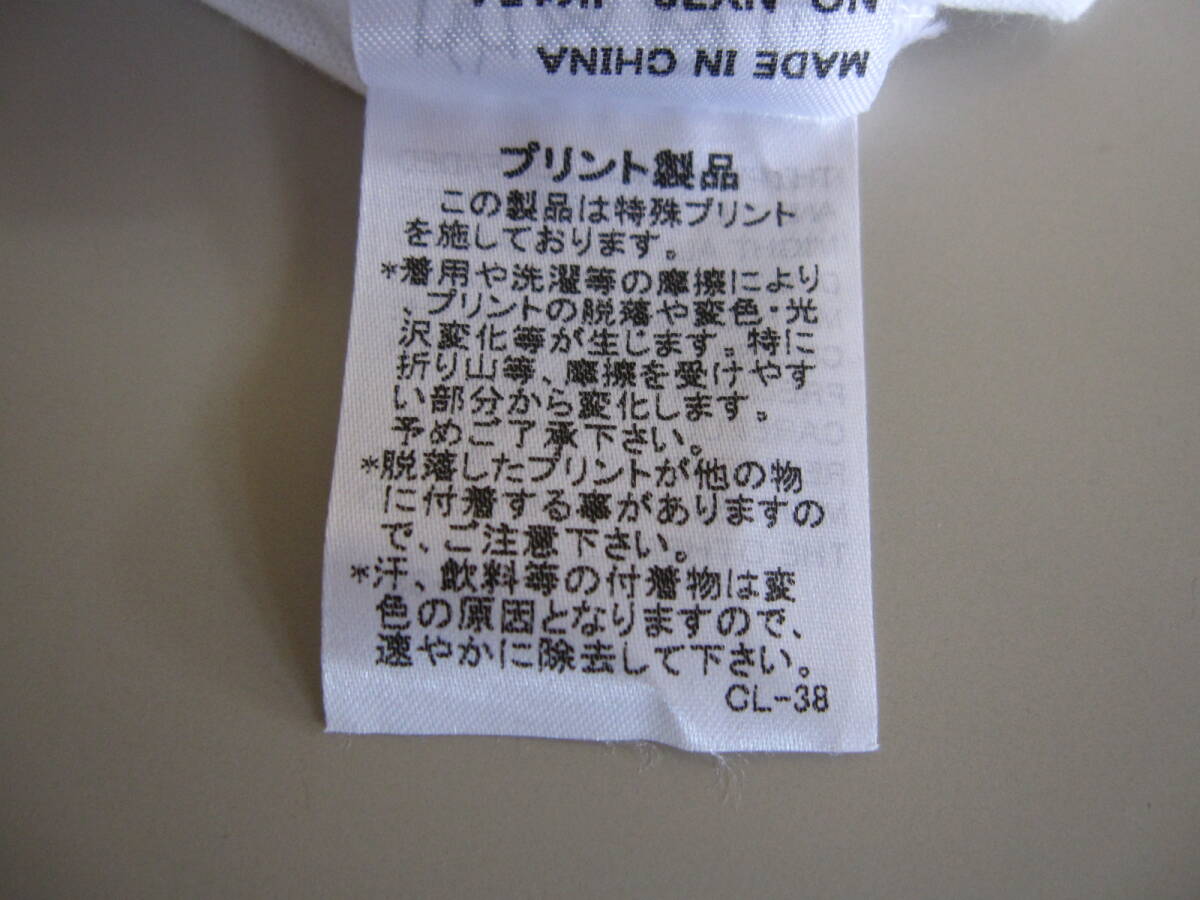 MADE IN CHINA
プリント製品
この製品は特殊プリント
を施しております。
*着用や洗濯等の摩擦により
、プリントの脱落や変色・光
沢変化等が生じます。特に
折り山等、摩擦を受けやす
い部分から変化します。
予めご了承下さい。
*脱落したプリントが他の物
に付着する事がありますの
で、ご注意下さい。
*汗、飲料等の付着物は変
色の原因となりますので、
速やかに除去して下さい。
CL-38